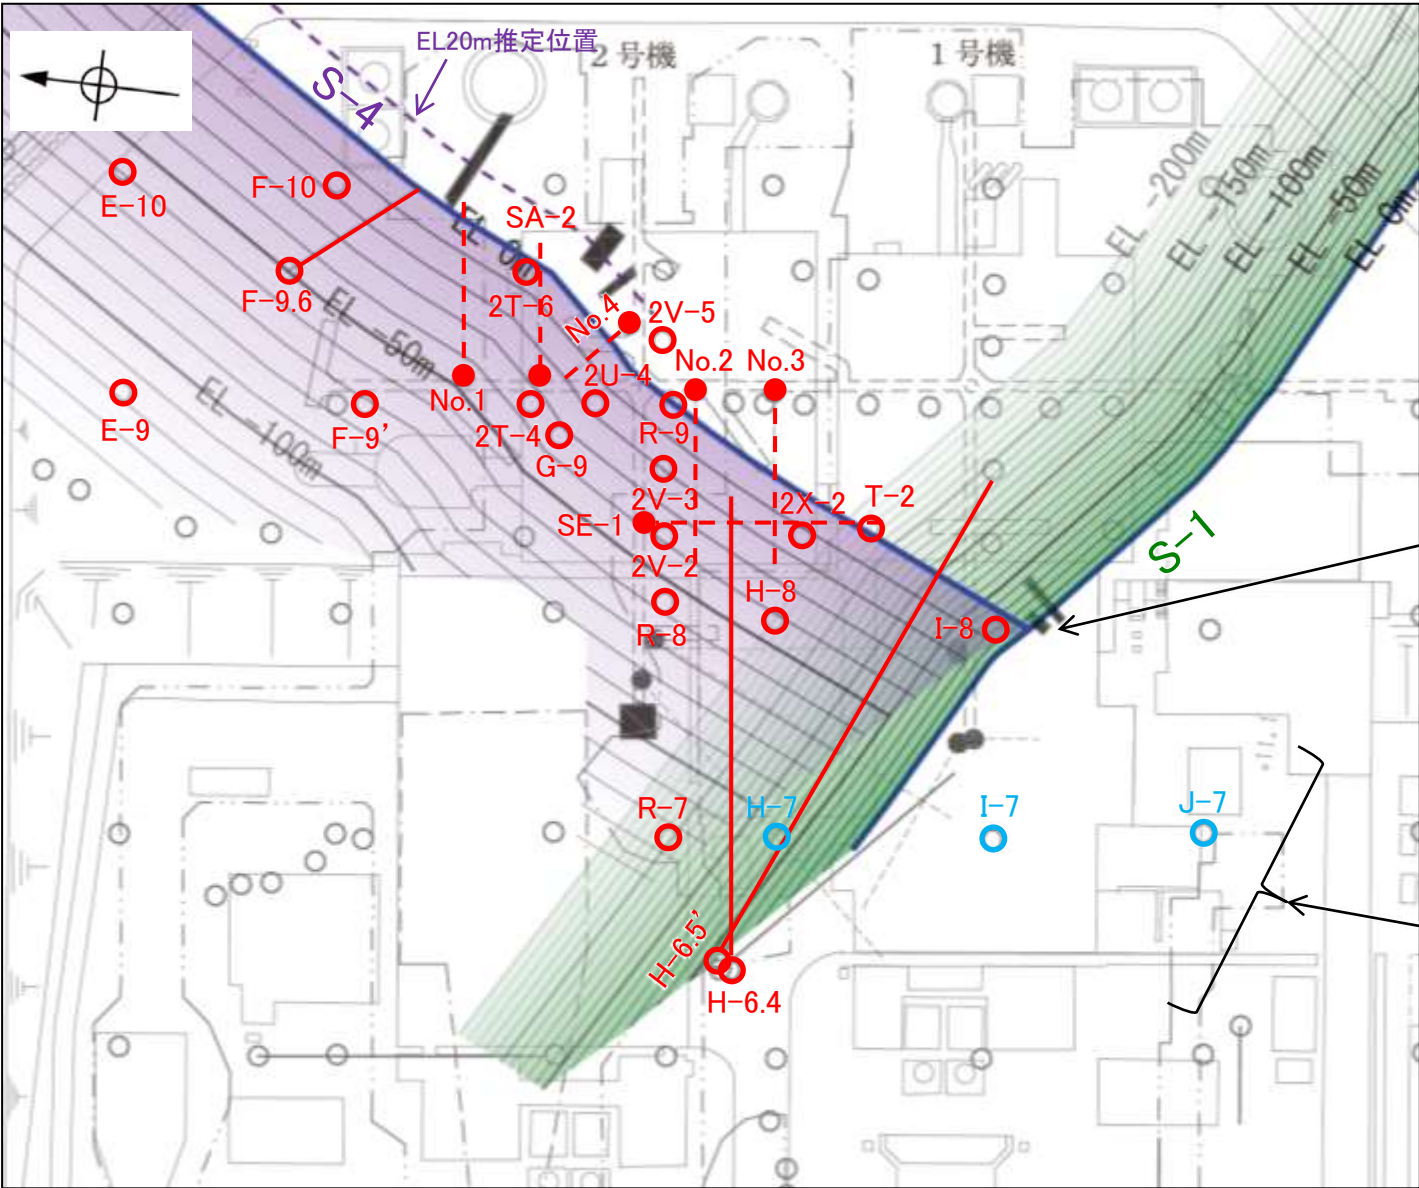 EL20m推定位置
2号機
1号機
S-4
E-10
F-10
SA-2
EL 0m
F-9.6
2T-6
No.4
2V-5
EL -50m
No.2
No.3
2U-4
EL -200m
EL -150m
EL -100m
EL -50m
EL 0m
E-9
EL -100m
F-9’
No.1
2T-4
R-9
G-9
2V-3
SE-1
2X-2
T-2
S-1
2V-2
H-8
R-8
I-8
R-7
H-7
I-7
J-7
H-6.5’
H-6.4